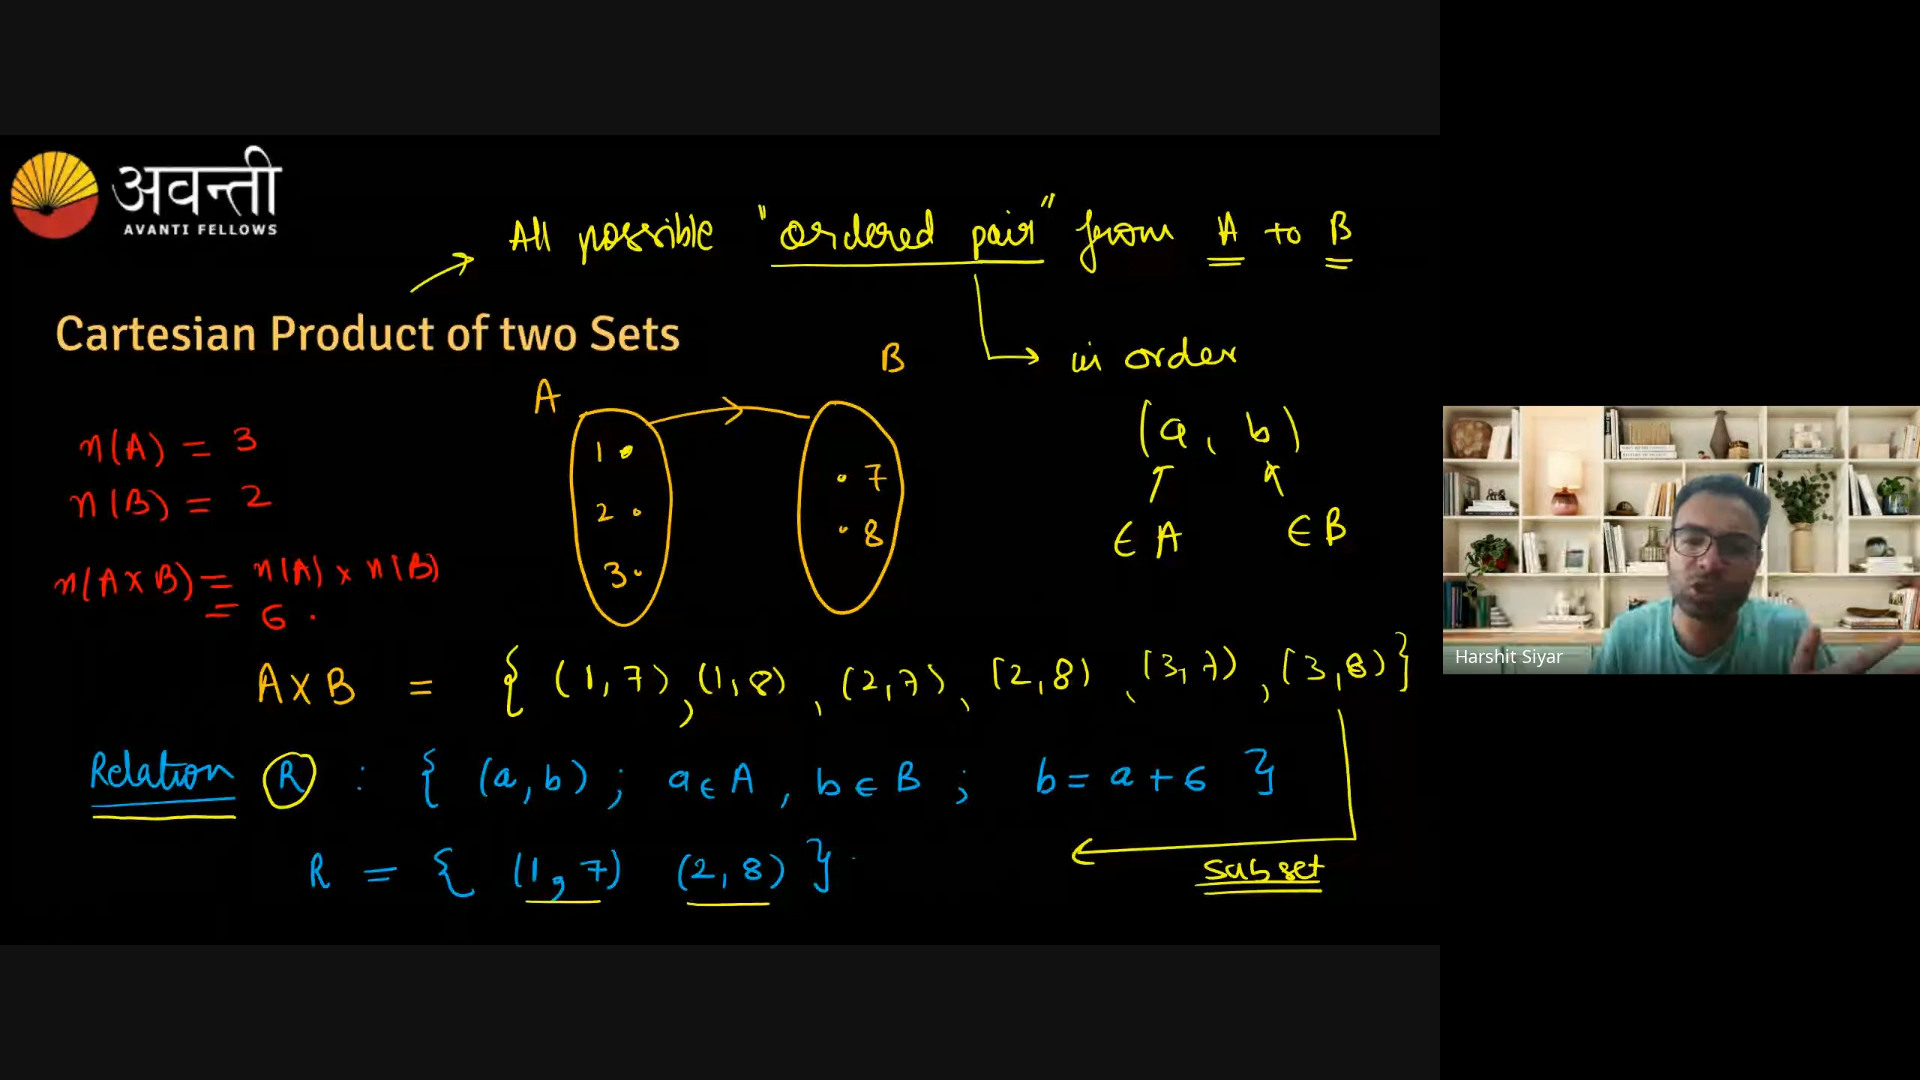 अवन्ती
AVANTI FELLOWS
All possible "ordered pair" from A to B
Cartesian Product of two Sets
in order
A
B
(a, b)
∈ A
∈ B
n(A) = 3
n(B) = 2
n(A×B) = n(A) × n(B)
= 6.
1
2
3
7
8
A×B = { (1,7), (1,8), (2,7), (2,8), (3,7), (3,8)}
Relation R : { (a,b); a∈A, b∈B; b = a+6 }
R = { (1,7) (2,8) }
subset
Harshit Siyar